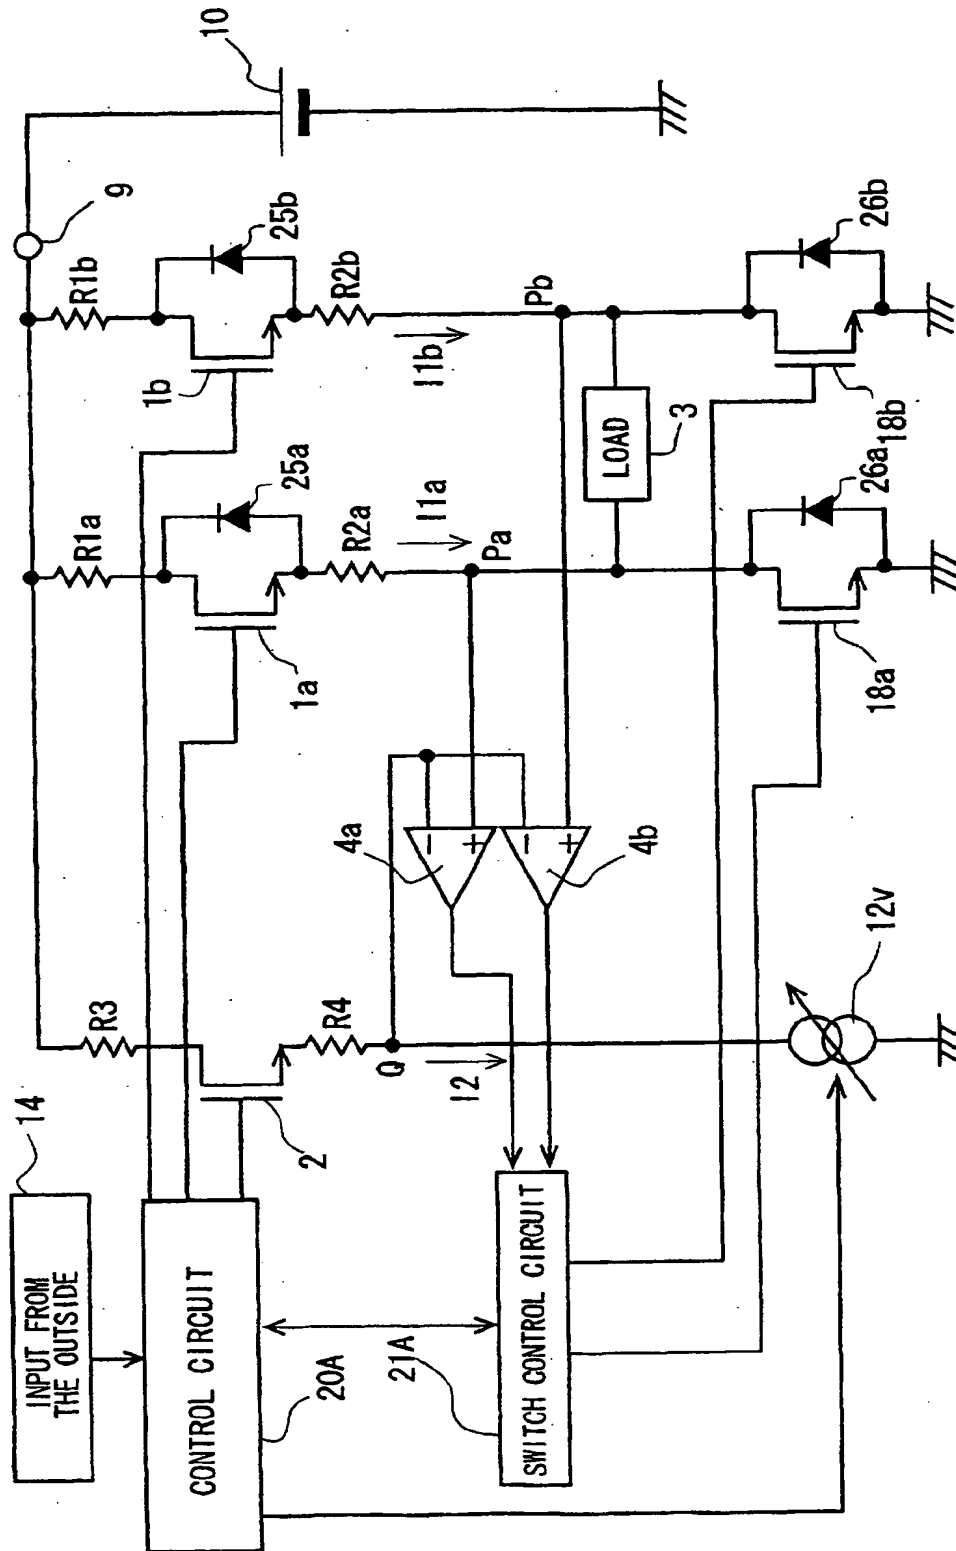 INPUT FROM
THE OUTSIDE
14
CONTROL CIRCUIT
20A
SWITCH CONTROL CIRCUIT
21A
R3
2
R4
Q
I2
12v
4a
−
+
4b
−
+
R1a
25a
1a
R2a
I1a
Pa
LOAD
3
26a
18a
9
R1b
25b
1b
R2b
I1b
Pb
26b
18b
10